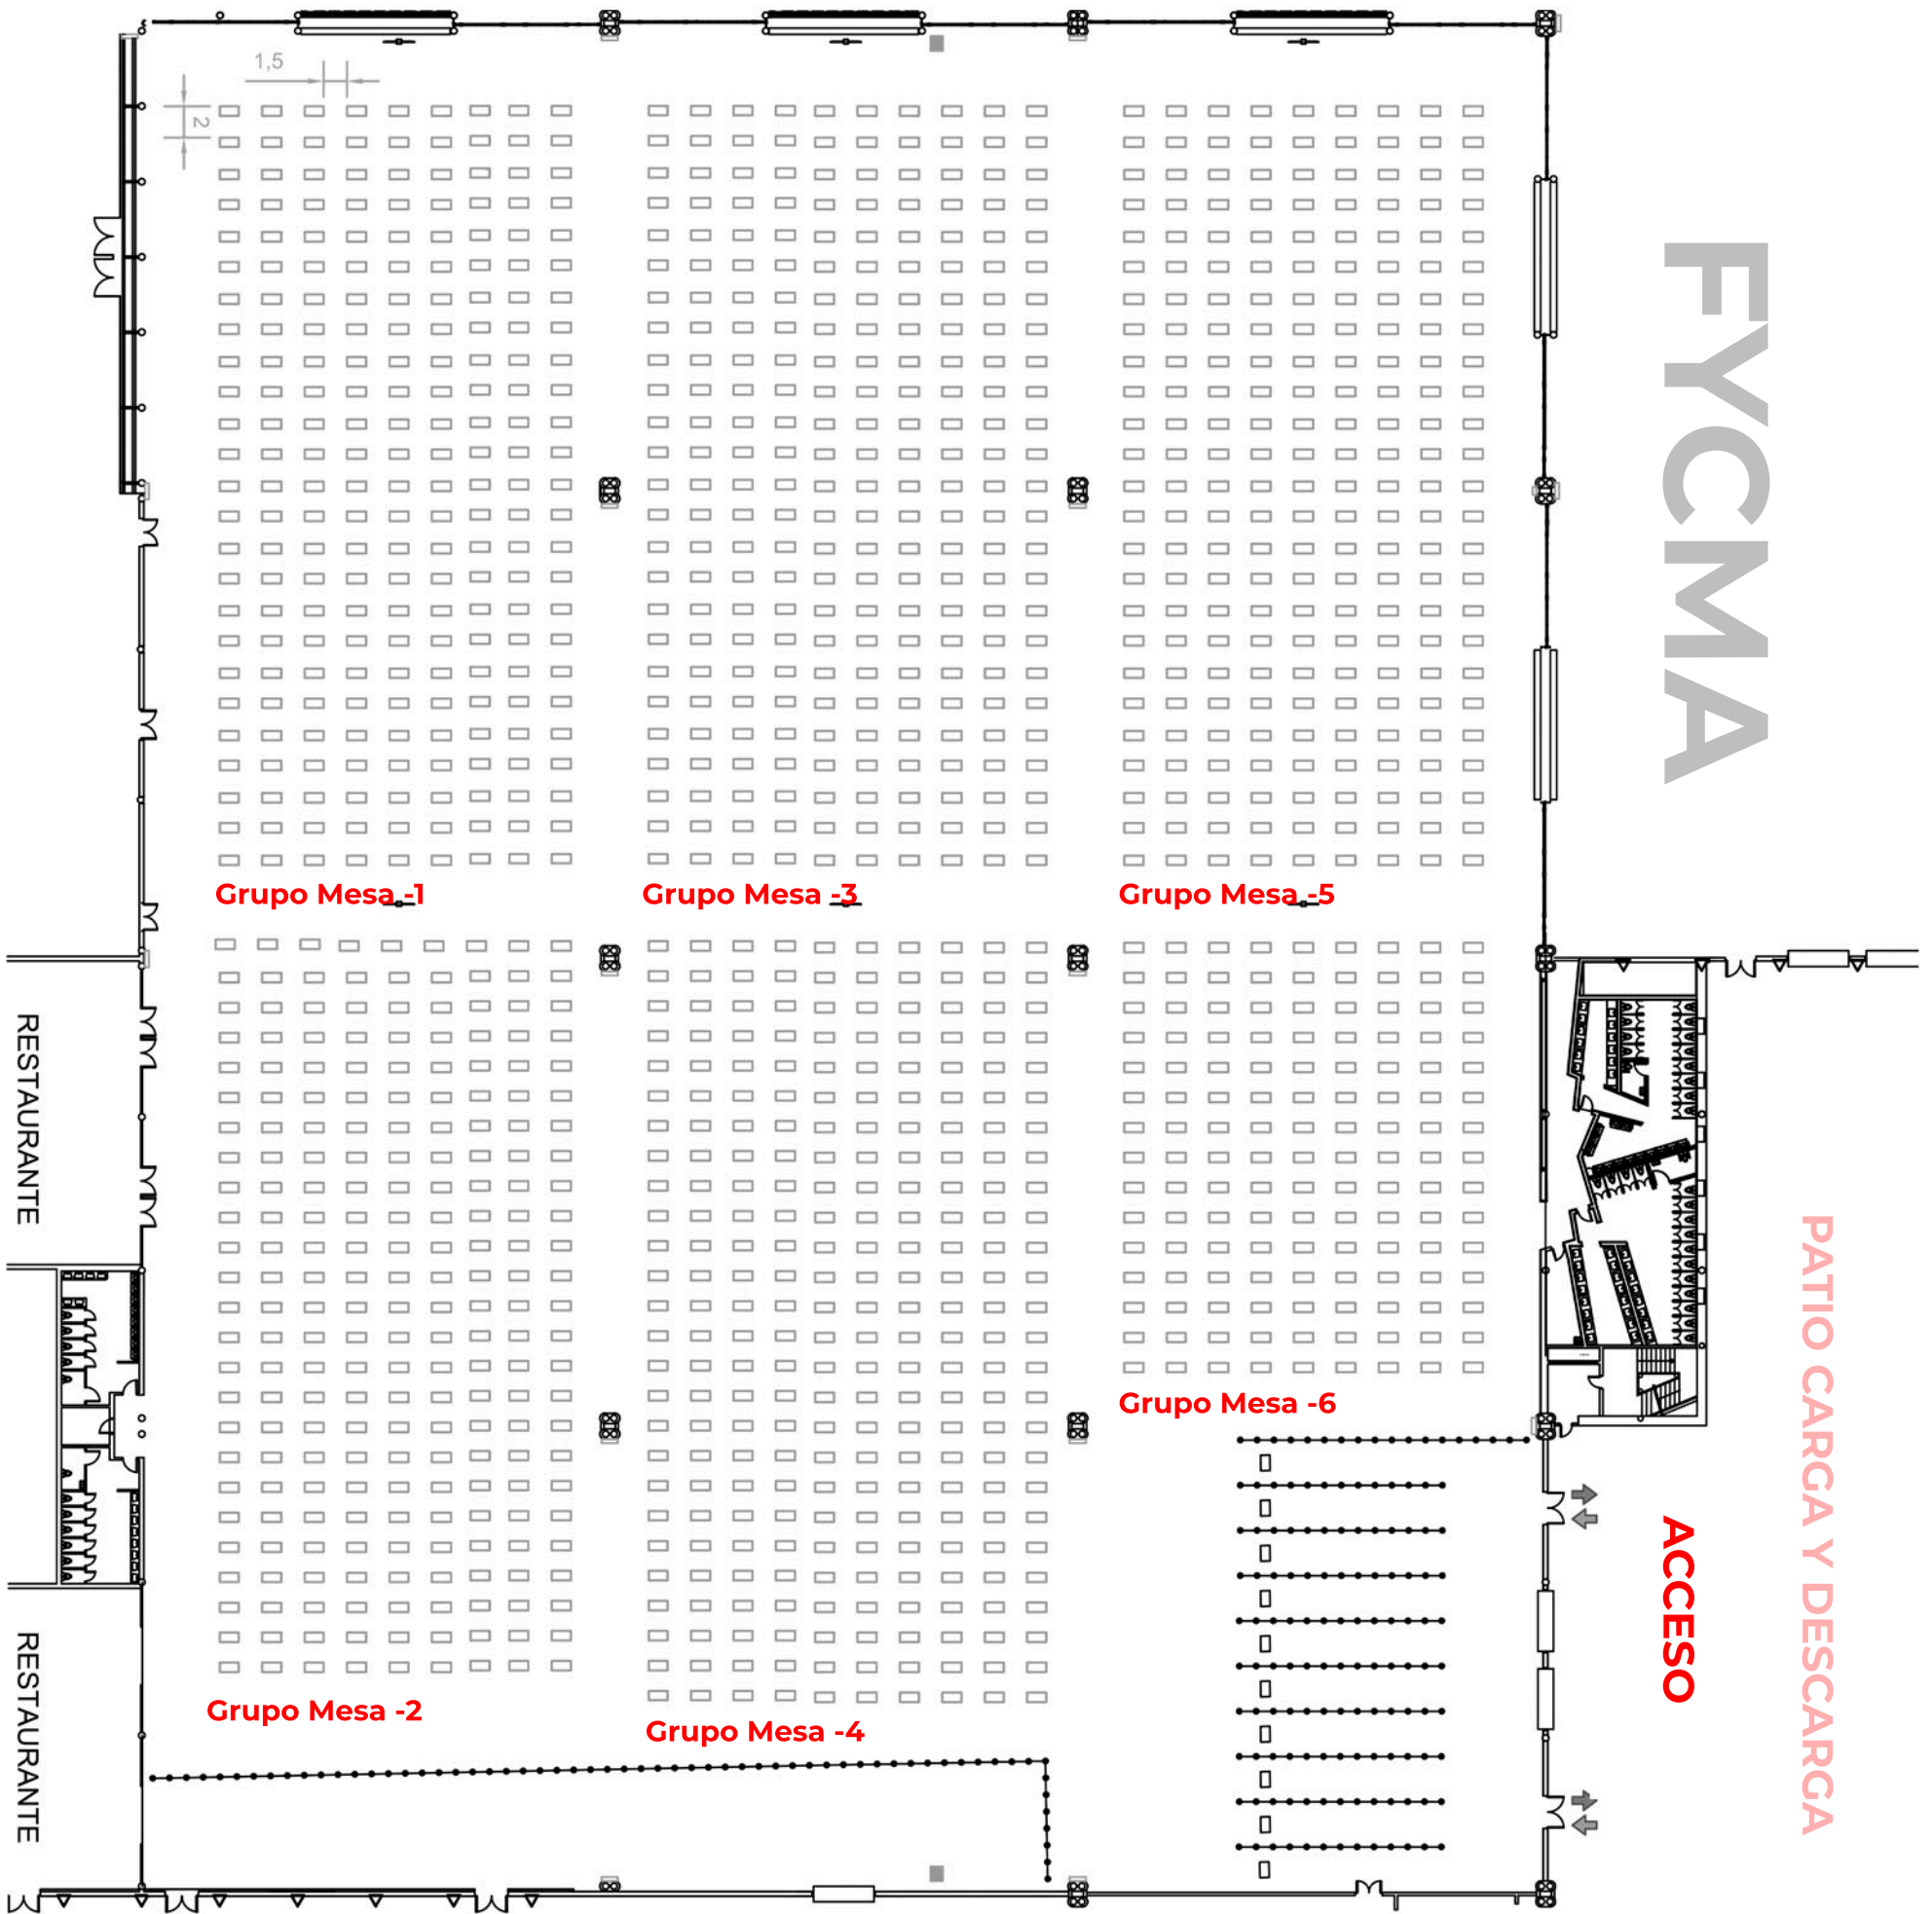 1,5
2
FYCMA
Grupo Mesa -1
Grupo Mesa -3
Grupo Mesa -5
RESTAURANTE
PATIO CARGA Y DESCARGA
Grupo Mesa -6
ACCESO
RESTAURANTE
Grupo Mesa -2
Grupo Mesa -4